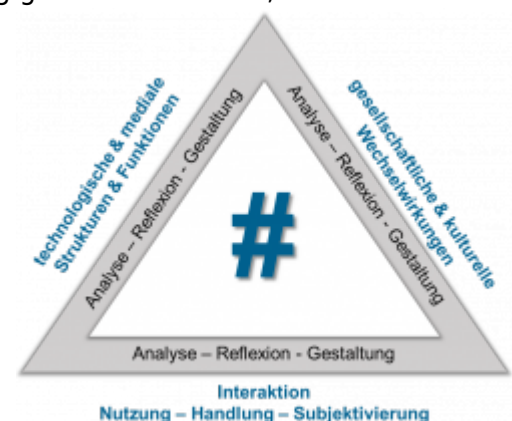 technologische & mediale
Strukturen & Funktionen
gesellschaftliche & kulturelle
Wechselwirkungen
Analyse – Reflexion - Gestaltung
Analyse – Reflexion - Gestaltung
#
Analyse – Reflexion - Gestaltung
Interaktion
Nutzung – Handlung – Subjektivierung